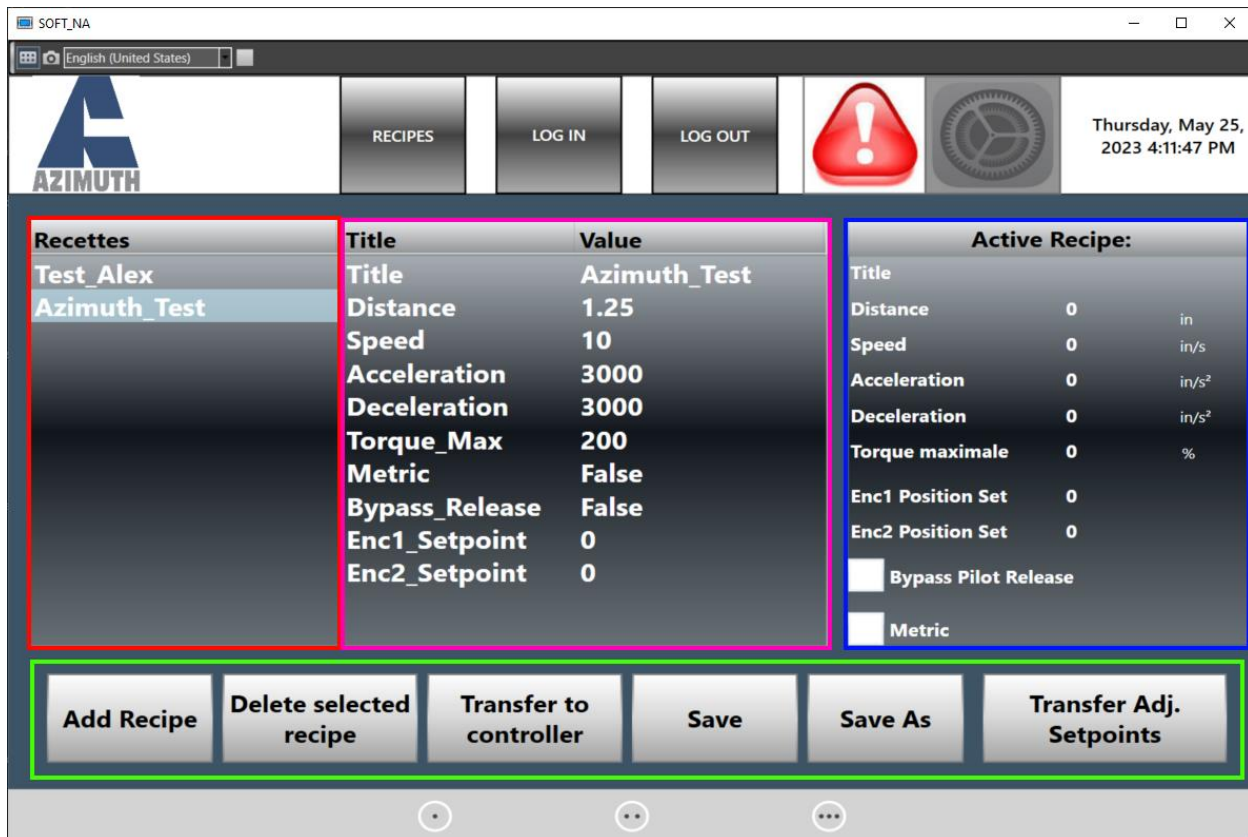 SOFT_NA
English (United States)
AZIMUTH
RECIPES
LOG IN
LOG OUT
Thursday, May 25,
2023 4:11:47 PM
Recettes
Test_Alex
Azimuth_Test
Title Value
Title Azimuth_Test
Distance 1.25
Speed 10
Acceleration 3000
Deceleration 3000
Torque_Max 200
Metric False
Bypass_Release False
Enc1_Setpoint 0
Enc2_Setpoint 0
Active Recipe:
Title
Distance 0 in
Speed 0 in/s
Acceleration 0 in/s²
Deceleration 0 in/s²
Torque maximale 0 %
Enc1 Position Set 0
Enc2 Position Set 0
Bypass Pilot Release
Metric
Add Recipe
Delete selected
recipe
Transfer to
controller
Save
Save As
Transfer Adj.
Setpoints